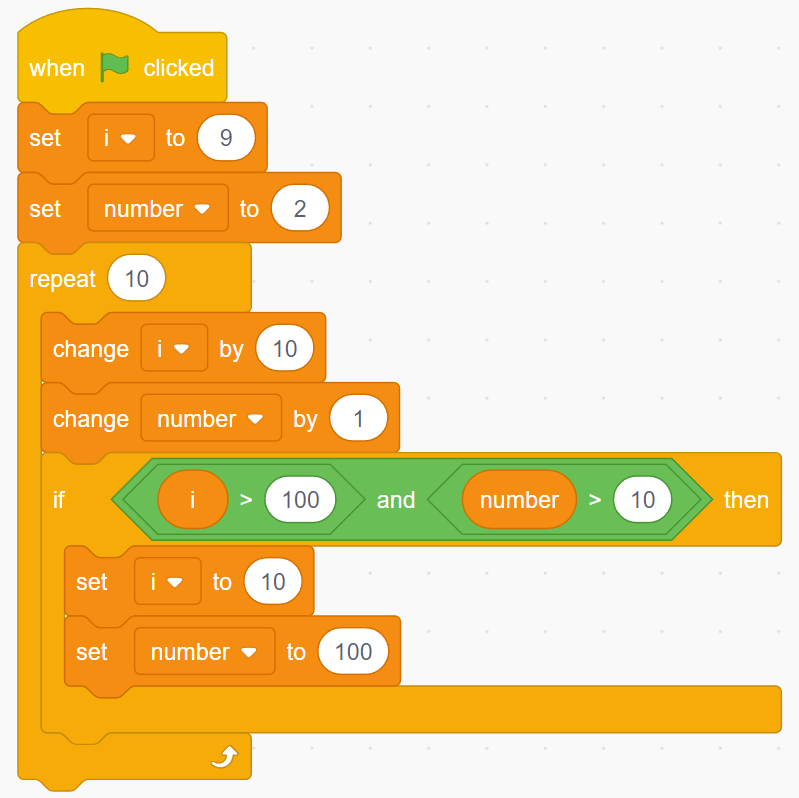 when clicked
set i to 9
set number to 2
repeat 10
change i by 10
change number by 1
if i > 100 and number > 10 then
set i to 10
set number to 100